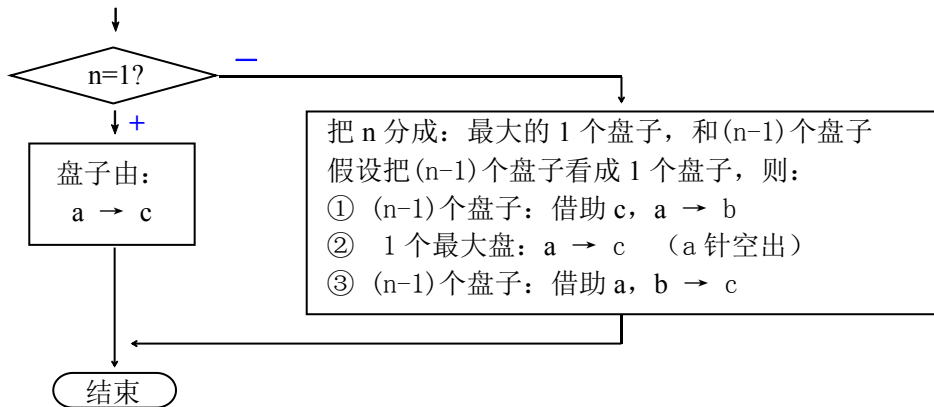 n=1?
—
+
盘子由：
a → c
把 n 分成：最大的 1 个盘子，和(n-1)个盘子
假设把(n-1)个盘子看成 1 个盘子，则：
① (n-1)个盘子：借助 c，a → b
② 1 个最大盘：a → c （a 针空出）
③ (n-1)个盘子：借助 a，b → c
结束